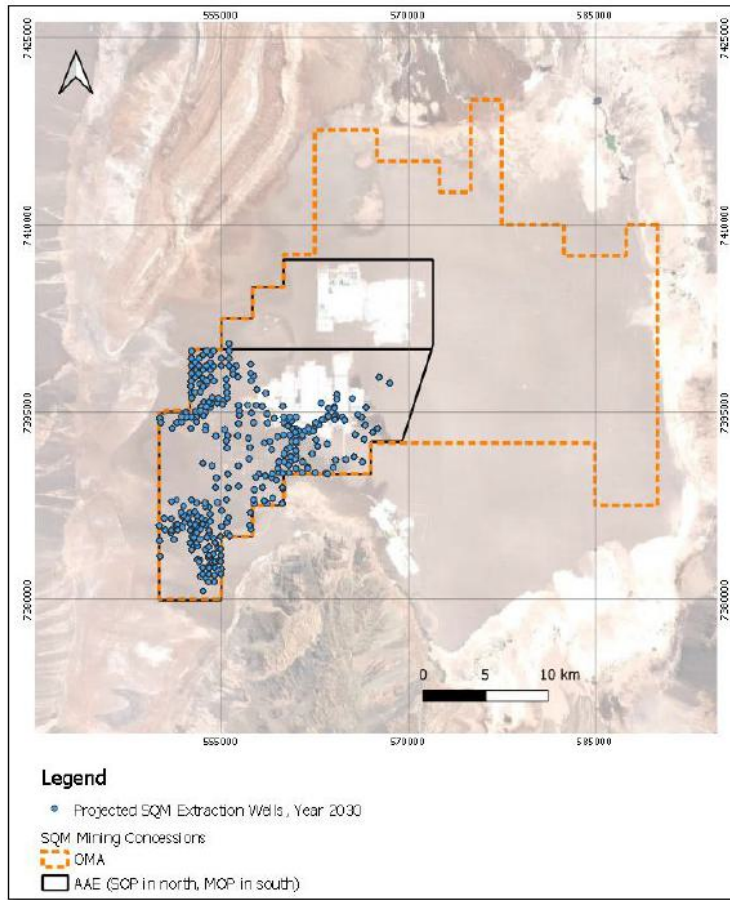 555000 570000 585000
7425000 7425000
7410000 7410000
7395000 7395000
7380000 7380000
0 5 10 km
555000 570000 585000
Legend
Projected SQM Extraction Wells, Year 2030
SQM Mining Concessions
OMA
AAE (SOP in north, MOP in south)